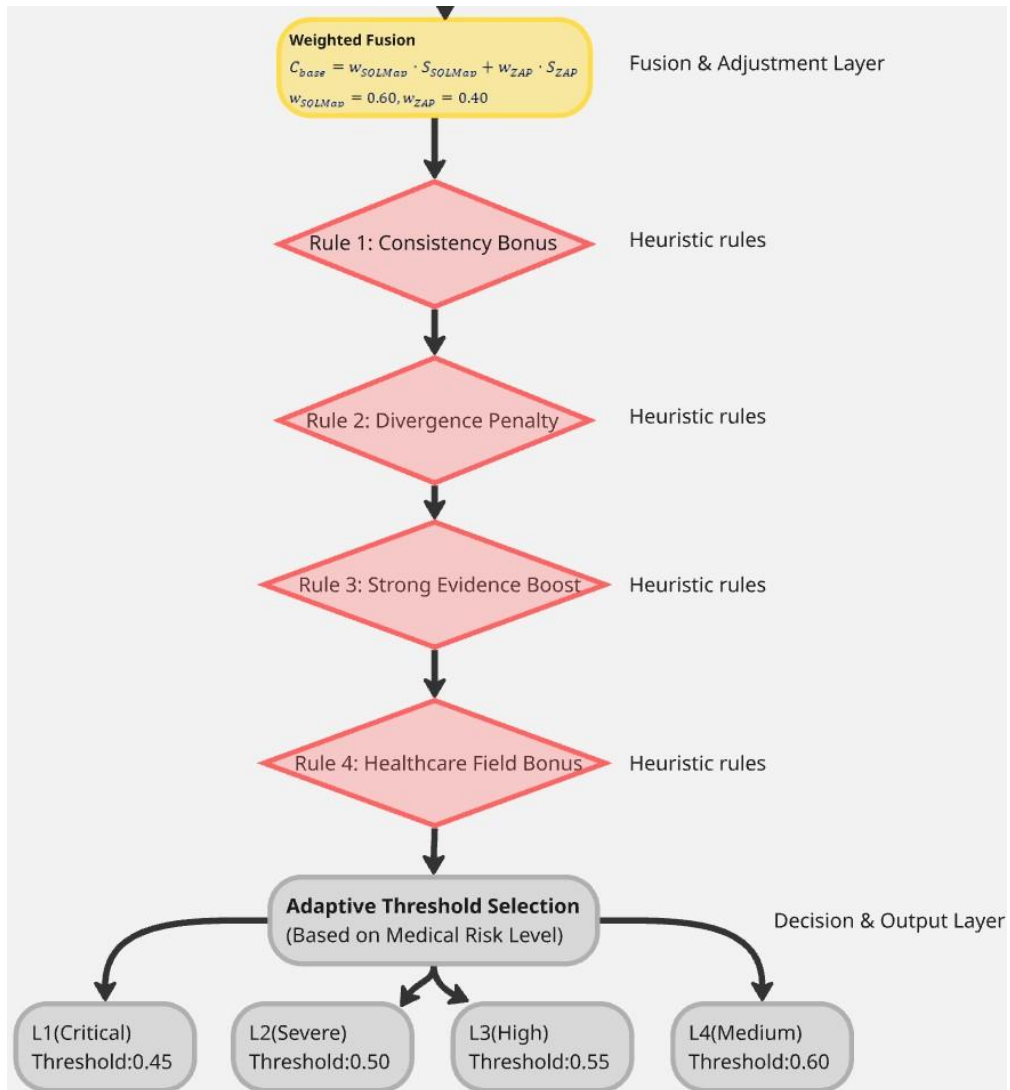 Weighted Fusion
C_base = w_SQLMap · S_SQLMap + w_ZAP · S_ZAP
w_SQLMap = 0.60, w_ZAP = 0.40
Fusion & Adjustment Layer
Rule 1: Consistency Bonus
Heuristic rules
Rule 2: Divergence Penalty
Heuristic rules
Rule 3: Strong Evidence Boost
Heuristic rules
Rule 4: Healthcare Field Bonus
Heuristic rules
Adaptive Threshold Selection
(Based on Medical Risk Level)
Decision & Output Layer
L1(Critical)
Threshold:0.45
L2(Severe)
Threshold:0.50
L3(High)
Threshold:0.55
L4(Medium)
Threshold:0.60